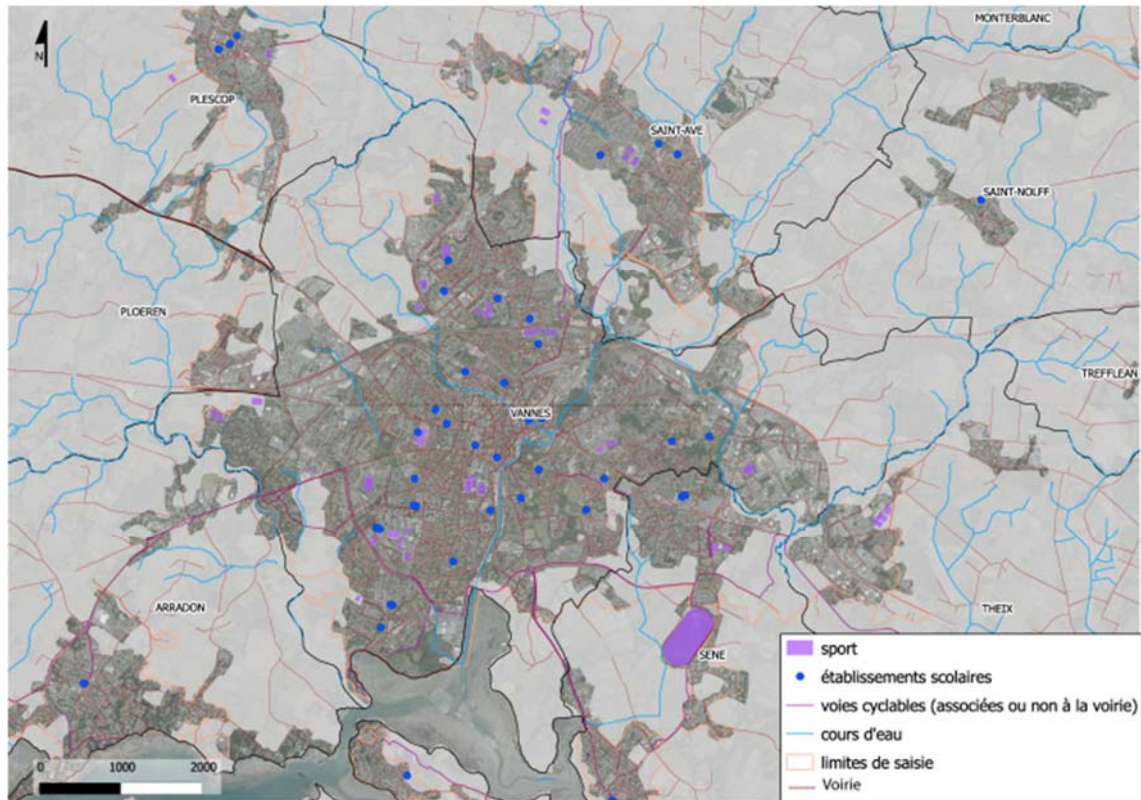 MONTERBLANC
N
PLESCOP
SAINT-AVE
SAINT-NOLFF
PLOEREN
TREFFLEAN
VANNES
ARRADON
THEIX
SENE
sport
établissements scolaires
voies cyclables (associées ou non à la voirie)
cours d'eau
limites de saisie
Voirie
0 1000 2000